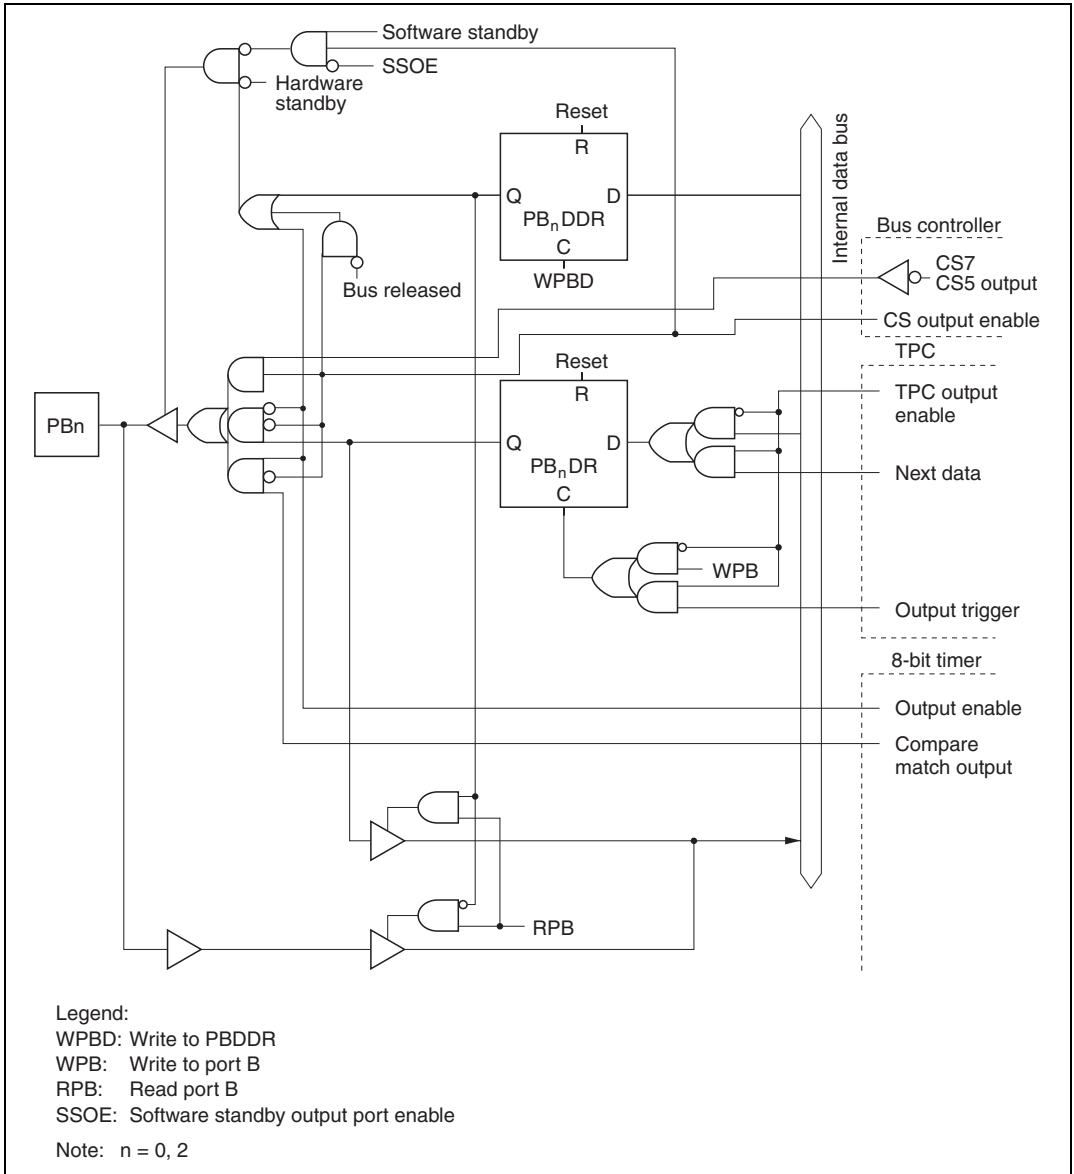 Software standby
SSOE
Hardware
standby
Reset
R
Q
D
PBnDDR
C
WPBD
Bus released
Internal data bus
Bus controller
CS7
CS5 output
CS output enable
TPC
Reset
R
Q
D
PBnDR
C
TPC output
enable
Next data
PBn
WPB
Output trigger
8-bit timer
Output enable
Compare
match output
RPB
Legend:
WPBD: Write to PBDDR
WPB: Write to port B
RPB: Read port B
SSOE: Software standby output port enable
Note: n = 0, 2